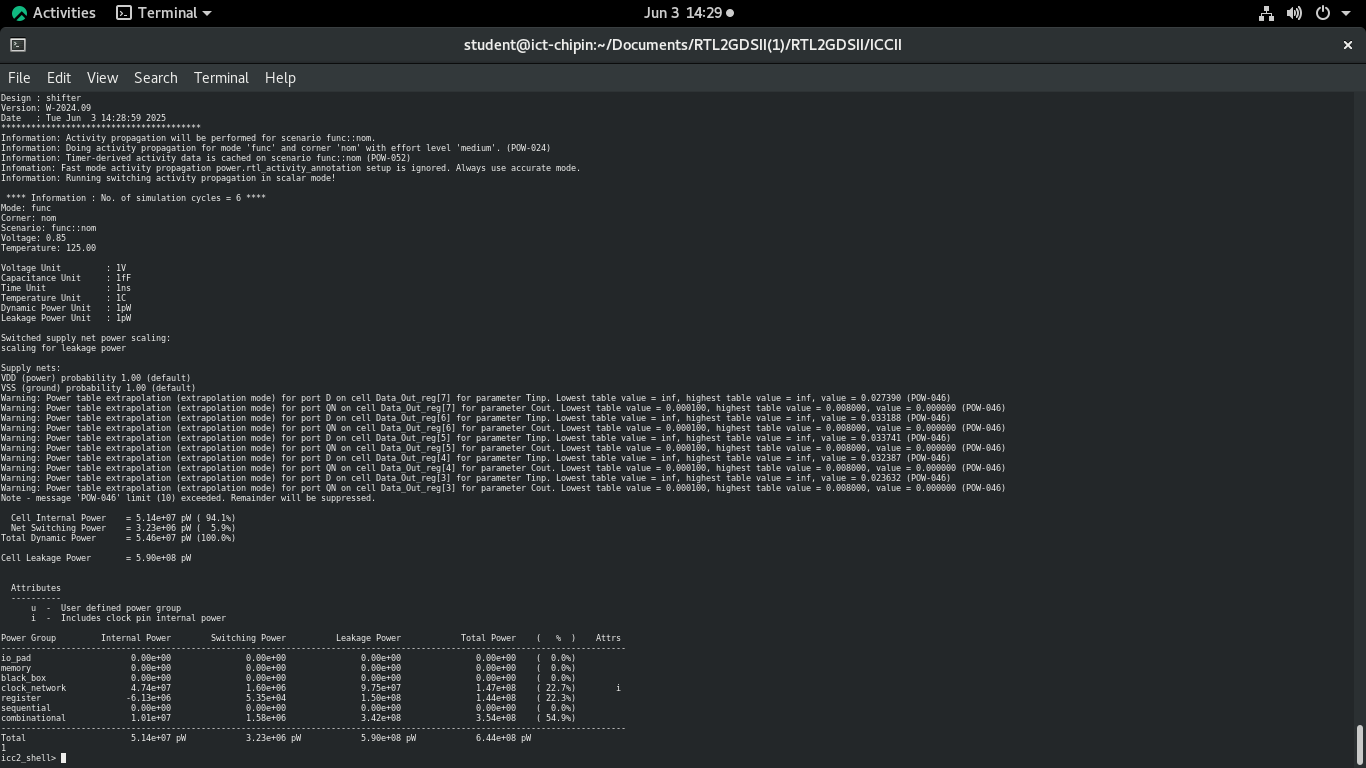 Activities
Terminal
Jun 3 14:29
student@ict-chipin:~/Documents/RTL2GDSII(1)/RTL2GDSII/ICCII
File Edit View Search Terminal Help
Design : shifter
Version: W-2024.09
Date   : Tue Jun  3 14:28:59 2025
****************************************
Information: Activity propagation will be performed for scenario func::nom.
Information: Doing activity propagation for mode 'func' and corner 'nom' with effort level 'medium'. (POW-024)
Information: Timer-derived activity data is cached on scenario func::nom (POW-052)
Infomation: Fast mode activity propagation power.rtl_activity_annotation setup is ignored. Always use accurate mode.
Information: Running switching activity propagation in scalar mode!
 **** Information : No. of simulation cycles = 6 ****
Mode: func
Corner: nom
Scenario: func::nom
Voltage: 0.85
Temperature: 125.00
Voltage Unit         : 1V
Capacitance Unit     : 1fF
Time Unit            : 1ns
Temperature Unit     : 1C
Dynamic Power Unit   : 1pW
Leakage Power Unit   : 1pW
Switched supply net power scaling:
scaling for leakage power
Supply nets:
VDD (power) probability 1.00 (default)
VSS (ground) probability 1.00 (default)
Warning: Power table extrapolation (extrapolation mode) for port D on cell Data_Out_reg[7] for parameter Tinp. Lowest table value = inf, highest table value = inf, value = 0.027390 (POW-046)
Warning: Power table extrapolation (extrapolation mode) for port QN on cell Data_Out_reg[7] for parameter Cout. Lowest table value = 0.000100, highest table value = 0.008000, value = 0.000000 (POW-046)
Warning: Power table extrapolation (extrapolation mode) for port D on cell Data_Out_reg[6] for parameter Tinp. Lowest table value = inf, highest table value = inf, value = 0.033188 (POW-046)
Warning: Power table extrapolation (extrapolation mode) for port QN on cell Data_Out_reg[6] for parameter Cout. Lowest table value = 0.000100, highest table value = 0.008000, value = 0.000000 (POW-046)
Warning: Power table extrapolation (extrapolation mode) for port D on cell Data_Out_reg[5] for parameter Tinp. Lowest table value = inf, highest table value = inf, value = 0.033741 (POW-046)
Warning: Power table extrapolation (extrapolation mode) for port QN on cell Data_Out_reg[5] for parameter Cout. Lowest table value = 0.000100, highest table value = 0.008000, value = 0.000000 (POW-046)
Warning: Power table extrapolation (extrapolation mode) for port D on cell Data_Out_reg[4] for parameter Tinp. Lowest table value = inf, highest table value = inf, value = 0.032387 (POW-046)
Warning: Power table extrapolation (extrapolation mode) for port QN on cell Data_Out_reg[4] for parameter Cout. Lowest table value = 0.000100, highest table value = 0.008000, value = 0.000000 (POW-046)
Warning: Power table extrapolation (extrapolation mode) for port D on cell Data_Out_reg[3] for parameter Tinp. Lowest table value = inf, highest table value = inf, value = 0.023632 (POW-046)
Warning: Power table extrapolation (extrapolation mode) for port QN on cell Data_Out_reg[3] for parameter Cout. Lowest table value = 0.000100, highest table value = 0.008000, value = 0.000000 (POW-046)
Note - message 'POW-046' limit (10) exceeded. Remainder will be suppressed.
  Cell Internal Power    = 5.14e+07 pW ( 94.1%)
  Net Switching Power    = 3.23e+06 pW (  5.9%)
Total Dynamic Power      = 5.46e+07 pW (100.0%)
Cell Leakage Power       = 5.90e+08 pW
  Attributes
  ----------
      u  -  User defined power group
      i  -  Includes clock pin internal power
Power Group         Internal Power        Switching Power          Leakage Power            Total Power    (   %  )    Attrs
-----------------------------------------------------------------------------------------------------------------------------
io_pad                    0.00e+00               0.00e+00               0.00e+00               0.00e+00    (  0.0%)
memory                    0.00e+00               0.00e+00               0.00e+00               0.00e+00    (  0.0%)
black_box                 0.00e+00               0.00e+00               0.00e+00               0.00e+00    (  0.0%)
clock_network             4.74e+07               1.60e+06               9.75e+07               1.47e+08    ( 22.7%)        i
register                 -6.13e+06               5.35e+04               1.50e+08               1.44e+08    ( 22.3%)
sequential                0.00e+00               0.00e+00               0.00e+00               0.00e+00    (  0.0%)
combinational             1.01e+07               1.58e+06               3.42e+08               3.54e+08    ( 54.9%)
-----------------------------------------------------------------------------------------------------------------------------
Total                     5.14e+07 pW            3.23e+06 pW            5.90e+08 pW            6.44e+08 pW
1
icc2_shell>